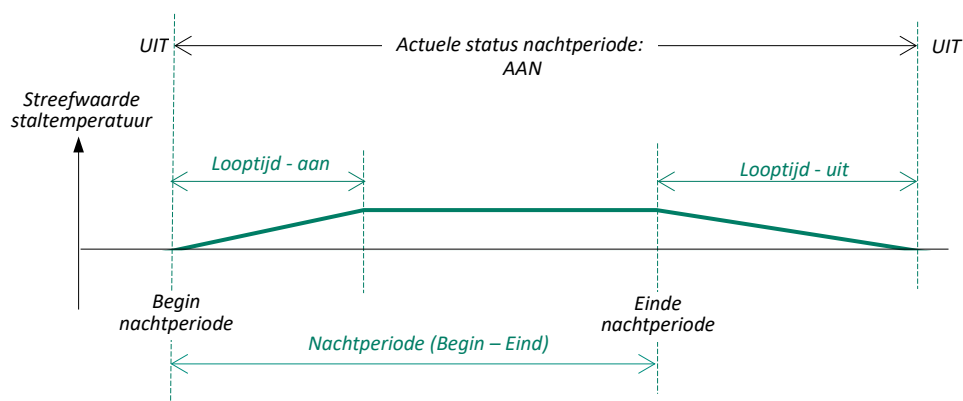 UIT
Actuele status nachtperiode:
AAN
UIT
Streefwaarde
staltemperatuur
Looptijd - aan
Looptijd - uit
Begin
nachtperiode
Einde
nachtperiode
Nachtperiode (Begin – Eind)